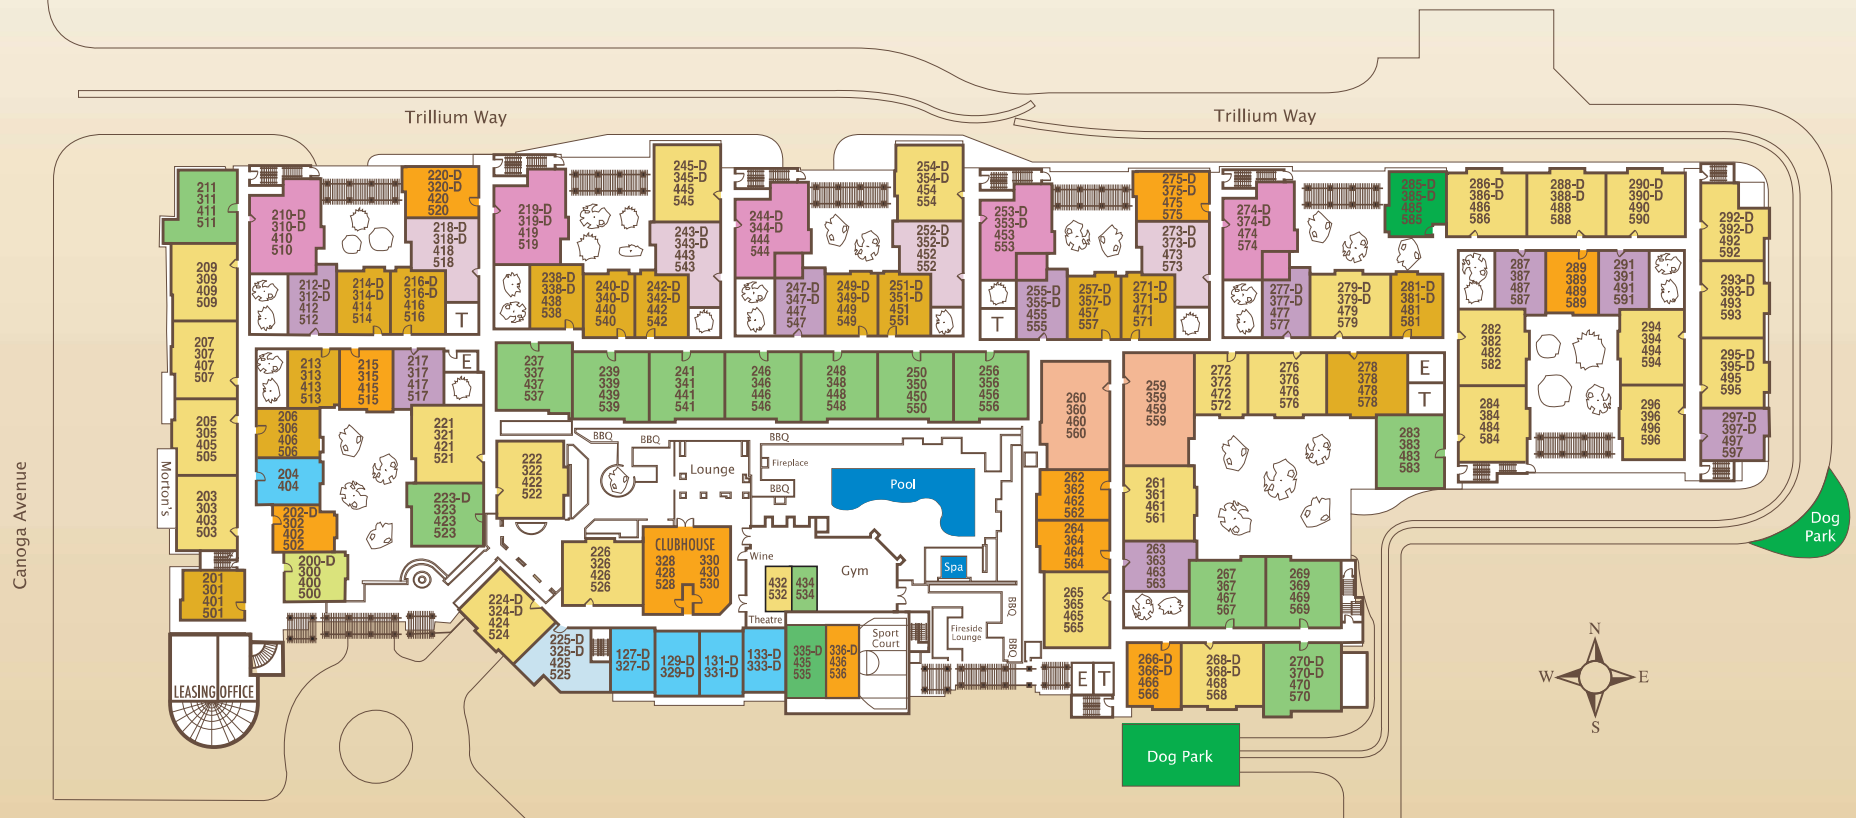 Trillium Way
Trillium Way
Canoga Avenue
Morton's
211
311
411
511
209
309
409
509
207
307
407
507
205
305
405
505
203
303
403
503
201
301
401
501
LEASING OFFICE
210-D
310-D
410
510
220-D
320-D
420
520
218-D
318-D
418
518
212-D
312-D
412
512
214-D
314-D
414
514
216-D
316-D
416
516
T
213
313
413
513
215
315
415
515
217
317
417
517
E
206
306
406
506
204
404
202-D
302
402
502
200-D
300
400
500
221
321
421
521
223-D
323
423
523
219-D
319-D
419
519
245-D
345-D
445
545
243-D
343-D
443
543
238-D
338-D
438
538
240-D
340-D
440
540
242-D
342-D
442
542
244-D
344-D
444
544
254-D
354-D
454
554
252-D
352-D
452
552
247-D
347-D
447
547
249-D
349-D
449
549
251-D
351-D
451
551
253-D
353-D
453
553
275-D
375-D
475
575
273-D
373-D
473
573
T
255-D
355-D
455
555
257-D
357-D
457
557
271-D
371-D
471
571
274-D
374-D
474
574
285-D
385-D
485
585
277-D
377-D
477
577
279-D
379-D
479
579
281-D
381-D
481
581
286-D
386-D
486
586
288-D
388-D
488
588
290-D
390-D
490
590
292-D
392-D
492
592
293-D
393-D
493
593
295-D
395-D
495
595
297-D
397-D
497
597
287
387
487
587
289
389
489
589
291
391
491
591
282
382
482
582
284
384
484
584
294
394
494
594
296
396
496
596
237
337
437
537
239
339
439
539
241
341
441
541
246
346
446
546
248
348
448
548
250
350
450
550
256
356
456
556
260
360
460
560
262
362
462
562
264
364
464
564
265
365
465
565
259
359
459
559
272
372
472
572
276
376
476
576
278
378
478
578
E
T
283
383
483
583
261
361
461
561
263
363
463
563
267
367
467
567
269
369
469
569
266-D
366-D
466
566
268-D
368-D
468
568
270-D
370-D
470
570
E T
222
322
422
522
BBQ
BBQ
BBQ
Lounge
Fireplace
BBQ
Pool
Spa
226
326
426
526
CLUBHOUSE
328 330
428 430
528 530
Wine
Gym
432
532
434
534
Theatre
BBQ
Fireside
Lounge
BBQ
Sport
Court
224-D
324-D
424
524
225-D
325-D
425
525
127-D
327-D
129-D
329-D
131-D
331-D
133-D
333-D
335-D
435
535
336-D
436
536
Dog
Park
Dog Park
N
W
E
S